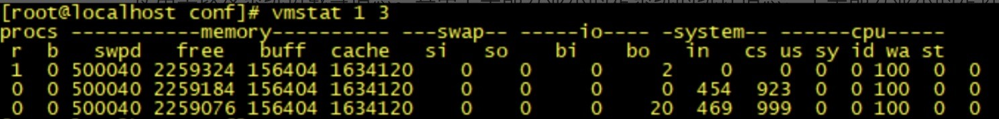 [root@localhost conf]# vmstat 1 3
procs -----------memory---------- ---swap-- -----io---- -system-- ------cpu-----
 r  b   swpd   free   buff  cache   si   so    bi    bo   in   cs us sy id wa st
 1  0 500040 2259324 156404 1634120    0    0     0     2    0    0  0  0 100  0  0
 0  0 500040 2259184 156404 1634120    0    0     0     0  454  923  0  0 100  0  0
 0  0 500040 2259076 156404 1634120    0    0     0    20  469  999  0  0 100  0  0